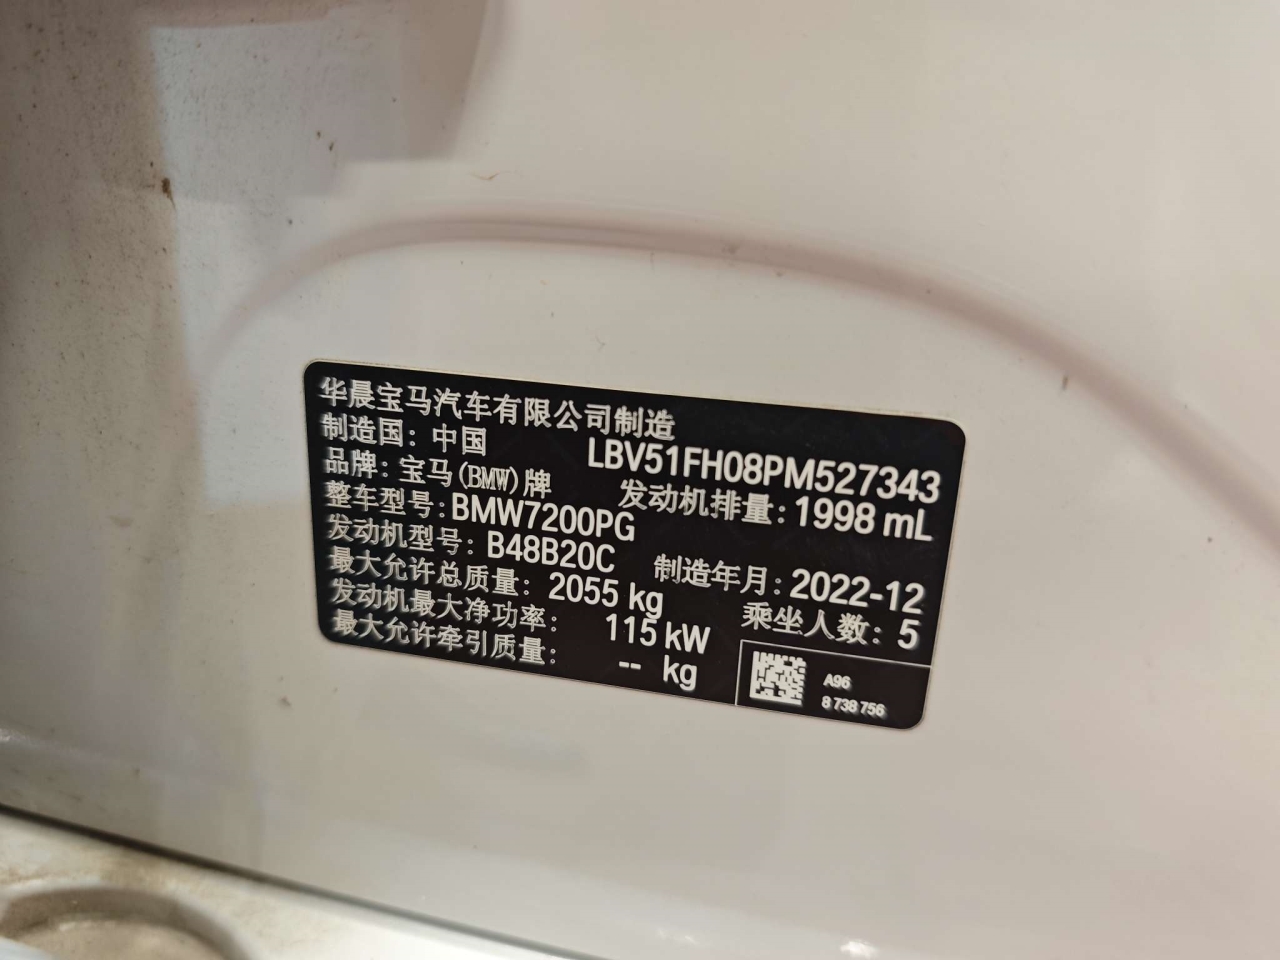 华晨宝马汽车有限公司制造
制造国：中国 LBV51FH08PM527343
品牌：宝马(BMW)牌 发动机排量：1998 mL
整车型号：BMW7200PG
发动机型号：B48B20C 制造年月：2022-12
最大允许总质量：2055 kg 乘坐人数：5
发动机最大净功率：115 kW
最大允许牵引质量：-- kg
A96
8 738 756